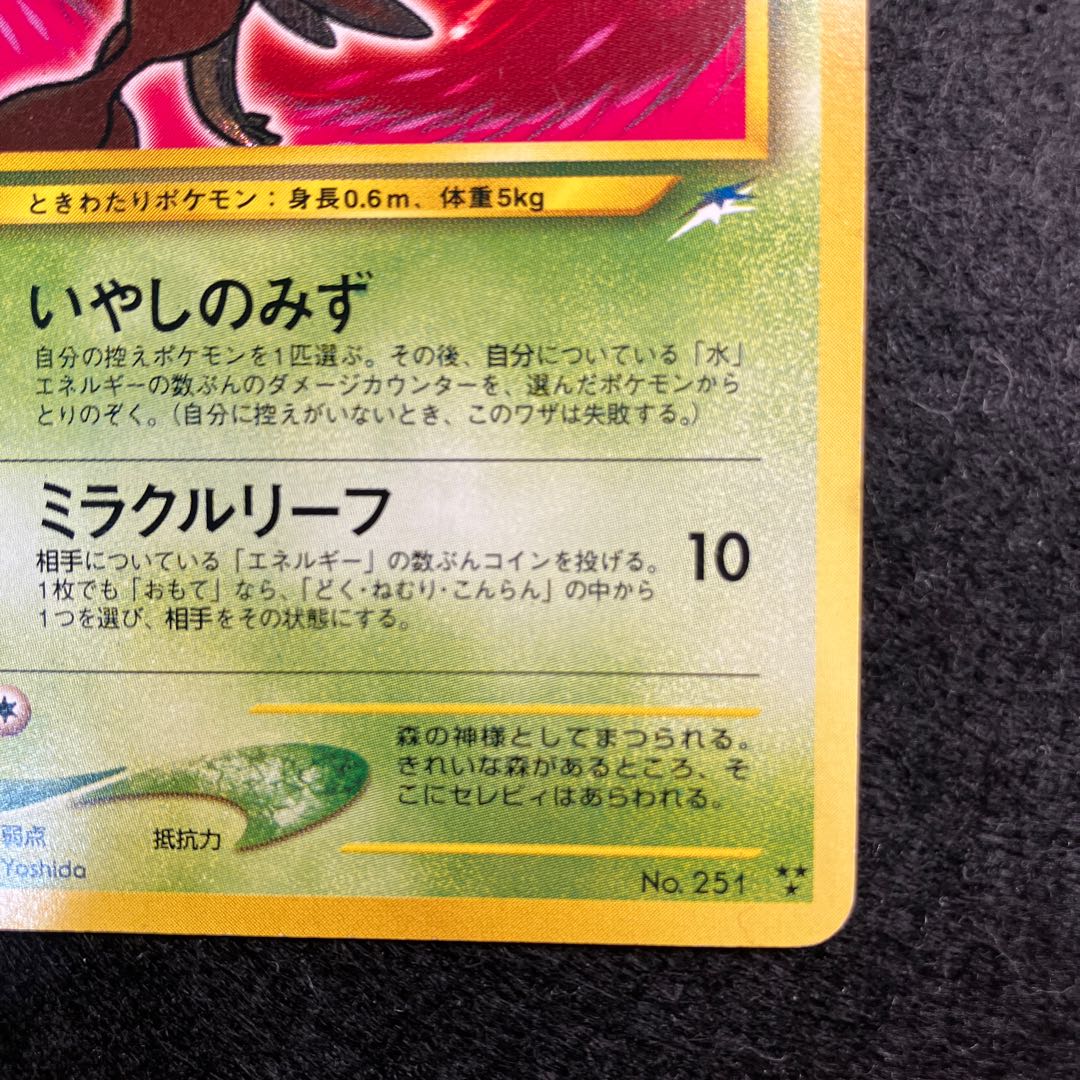 ときわたりポケモン：身長0.6m、体重5kg
いやしのみず
自分の控えポケモンを1匹選ぶ。その後、自分についている「水」
エネルギーの数ぶんのダメージカウンターを、選んだポケモンから
とりのぞく。（自分に控えがいないとき、このワザは失敗する。）
ミラクルリーフ
10
相手についている「エネルギー」の数ぶんコインを投げる。
1枚でも「おもて」なら、「どく・ねむり・こんらん」の中から
1つを選び、相手をその状態にする。
森の神様としてまつられる。
きれいな森があるところ、そ
こにセレビィはあらわれる。
弱点
抵抗力
Yoshida
No. 251